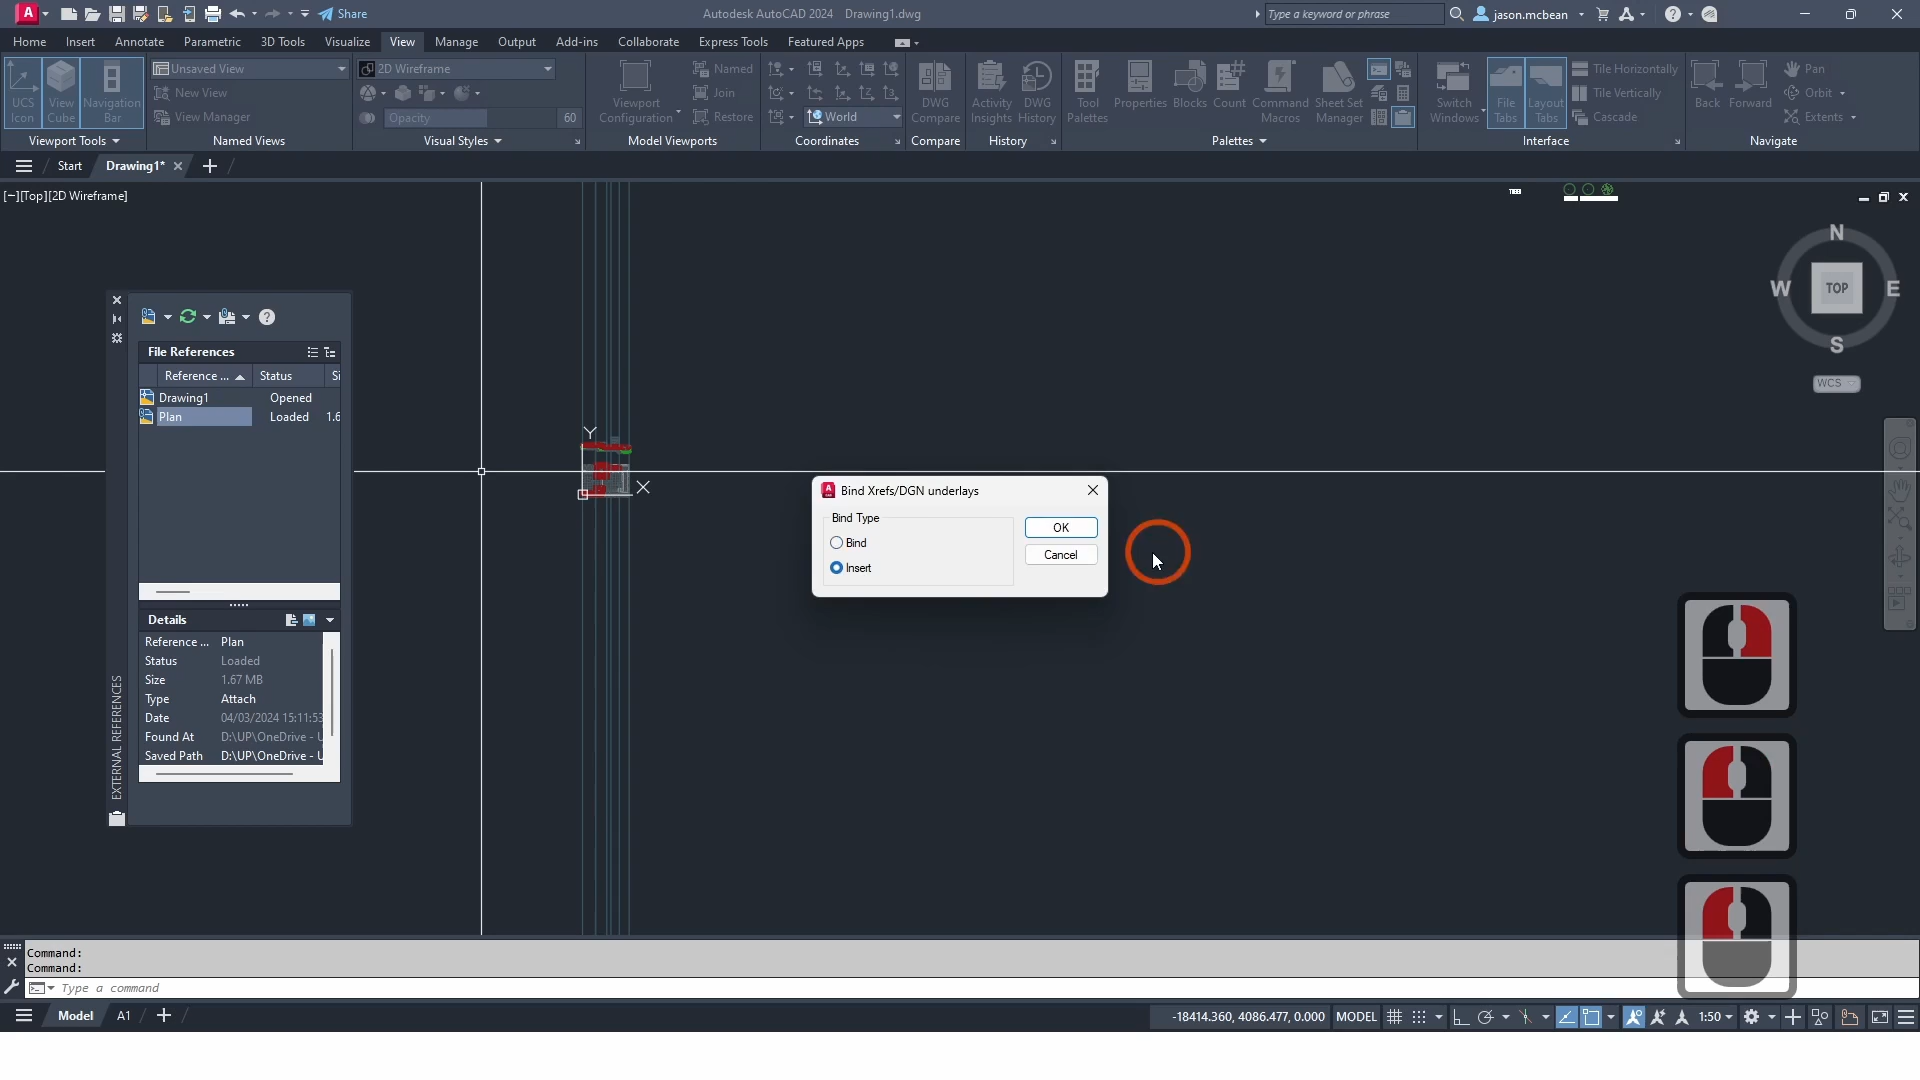 A Share Autodesk AutoCAD 2024 Drawing1.dwg Type a keyword or phrase jason.mcbean
Home Insert Annotate Parametric 3D Tools Visualize View Manage Output Add-ins Collaborate Express Tools Featured Apps
UCS Icon
View Cube
Navigation Bar
Viewport Tools
Unsaved View
New View
View Manager
Named Views
2D Wireframe
Opacity 60
Visual Styles
Viewport Configuration
Named
Join
Restore
Model Viewports
World
Coordinates
DWG Compare
Compare
Activity Insights
DWG History
History
Tool Palettes
Properties
Blocks
Count
Command Macros
Sheet Set Manager
Palettes
Switch Windows
File Tabs
Layout Tabs
Tile Horizontally
Tile Vertically
Cascade
Interface
Back
Forward
Pan
Orbit
Extents
Navigate
Start Drawing1*
[−][Top][2D Wireframe]
N
W TOP E
S
WCS
File References
Reference ... Status Si
Drawing1 Opened
Plan Loaded 1.6
Details
Reference ... Plan
Status Loaded
Size 1.67 MB
Type Attach
Date 04/03/2024 15:11:53
Found At D:\UP\OneDrive - U
Saved Path D:\UP\OneDrive - U
EXTERNAL REFERENCES
Y
X
Bind Xrefs/DGN underlays
Bind Type
Bind
Insert
OK
Cancel
Command:
Command:
Type a command
Model A1 -18414.360, 4086.477, 0.000 MODEL 1:50